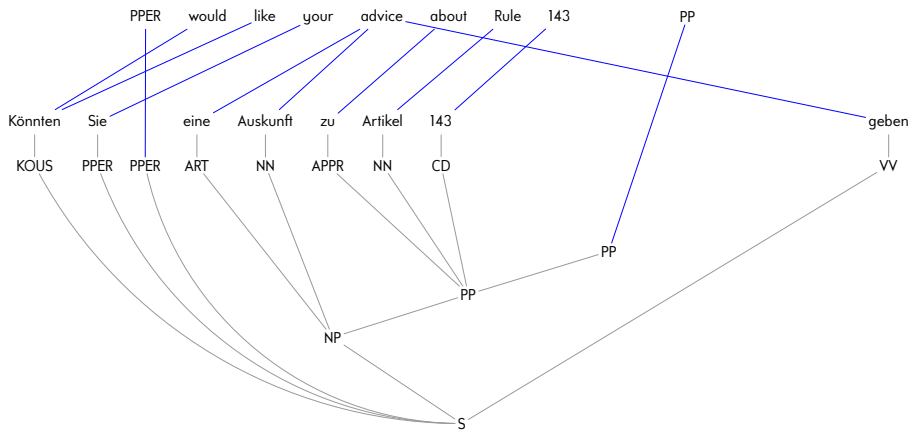 PPER would like your advice about Rule 143 PP
Könnten Sie eine Auskunft zu Artikel 143 geben
KOUS PPER PPER ART NN APPR NN CD VV
PP
PP
NP
S